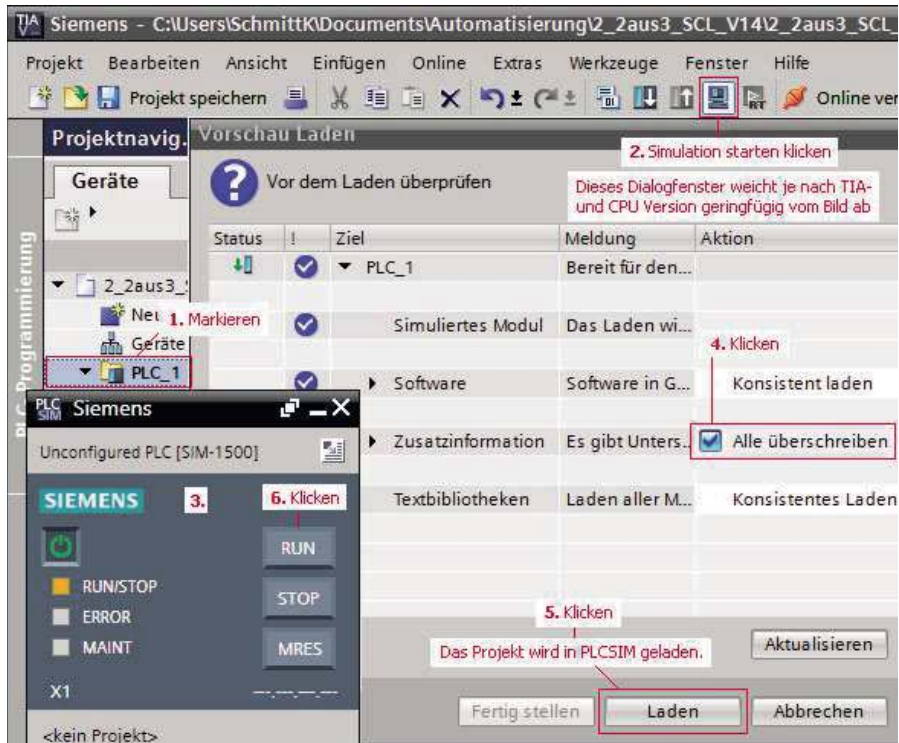 TIA V14 Siemens - C:\Users\SchmittK\Documents\Automatisierung\2_2aus3_SCL_V14\2_2aus3_SCL_
Projekt Bearbeiten Ansicht Einfügen Online Extras Werkzeuge Fenster Hilfe
Projekt speichern Online ver
Projektnavig. Vorschau Laden
2. Simulation starten klicken
Geräte
Vor dem Laden überprüfen
Dieses Dialogfenster weicht je nach TIA-
und CPU Version geringfügig vom Bild ab
Status ! Ziel Meldung Aktion
PLC_1 Bereit für den...
2_2aus3_
1. Markieren
Simuliertes Modul Das Laden wi...
4. Klicken
Geräte
PLC_1
Software Software in G... Konsistent laden
PLC SIM Siemens
Unconfigured PLC [SIM-1500]
Zusatzinformation Es gibt Unters.. Alle überschreiben
SIEMENS 3. 6. Klicken
Textbibliotheken Laden aller M... Konsistentes Laden
RUN
RUN/STOP
STOP
ERROR
5. Klicken
MAINT
MRES
Das Projekt wird in PLCSIM geladen.
Aktualisieren
X1 ---.---.---.---
Fertig stellen Laden Abbrechen
<kein Projekt>